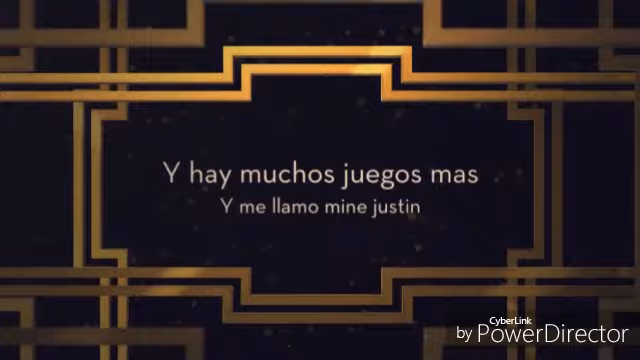 Y hay muchos juegos mas
Y me llamo mine justin
CyberLink
by PowerDirector